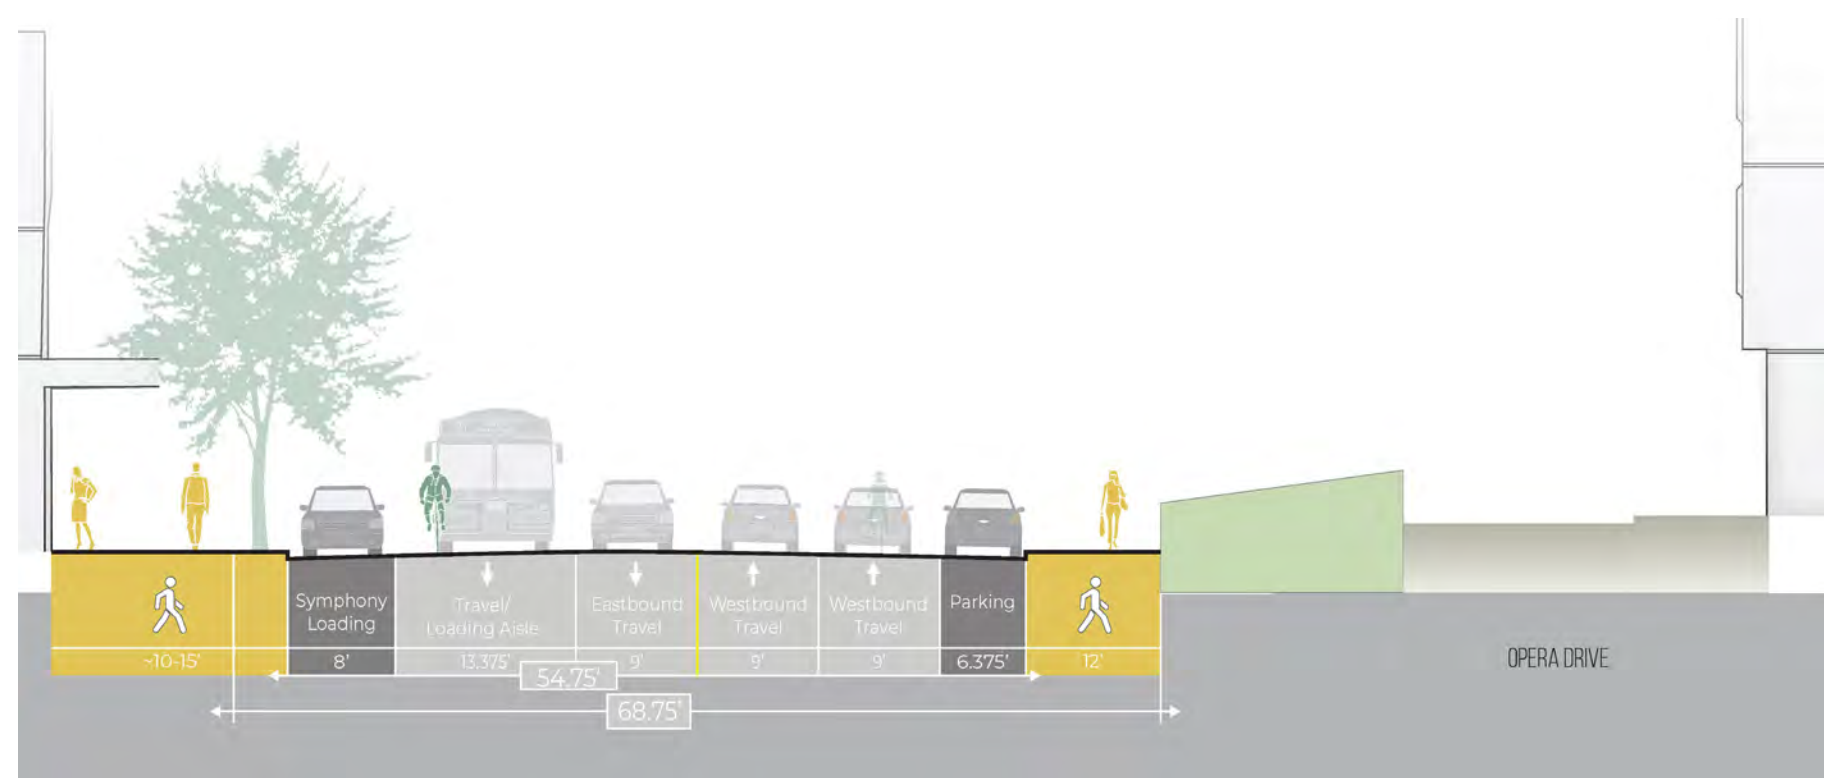 Symphony
Loading
Travel/
Loading Aisle
Eastbound
Travel
Westbound
Travel
Westbound
Travel
Parking
~10-15'
8'
13.375'
9'
9'
9'
6.375'
12'
54.75'
68.75'
OPERA DRIVE